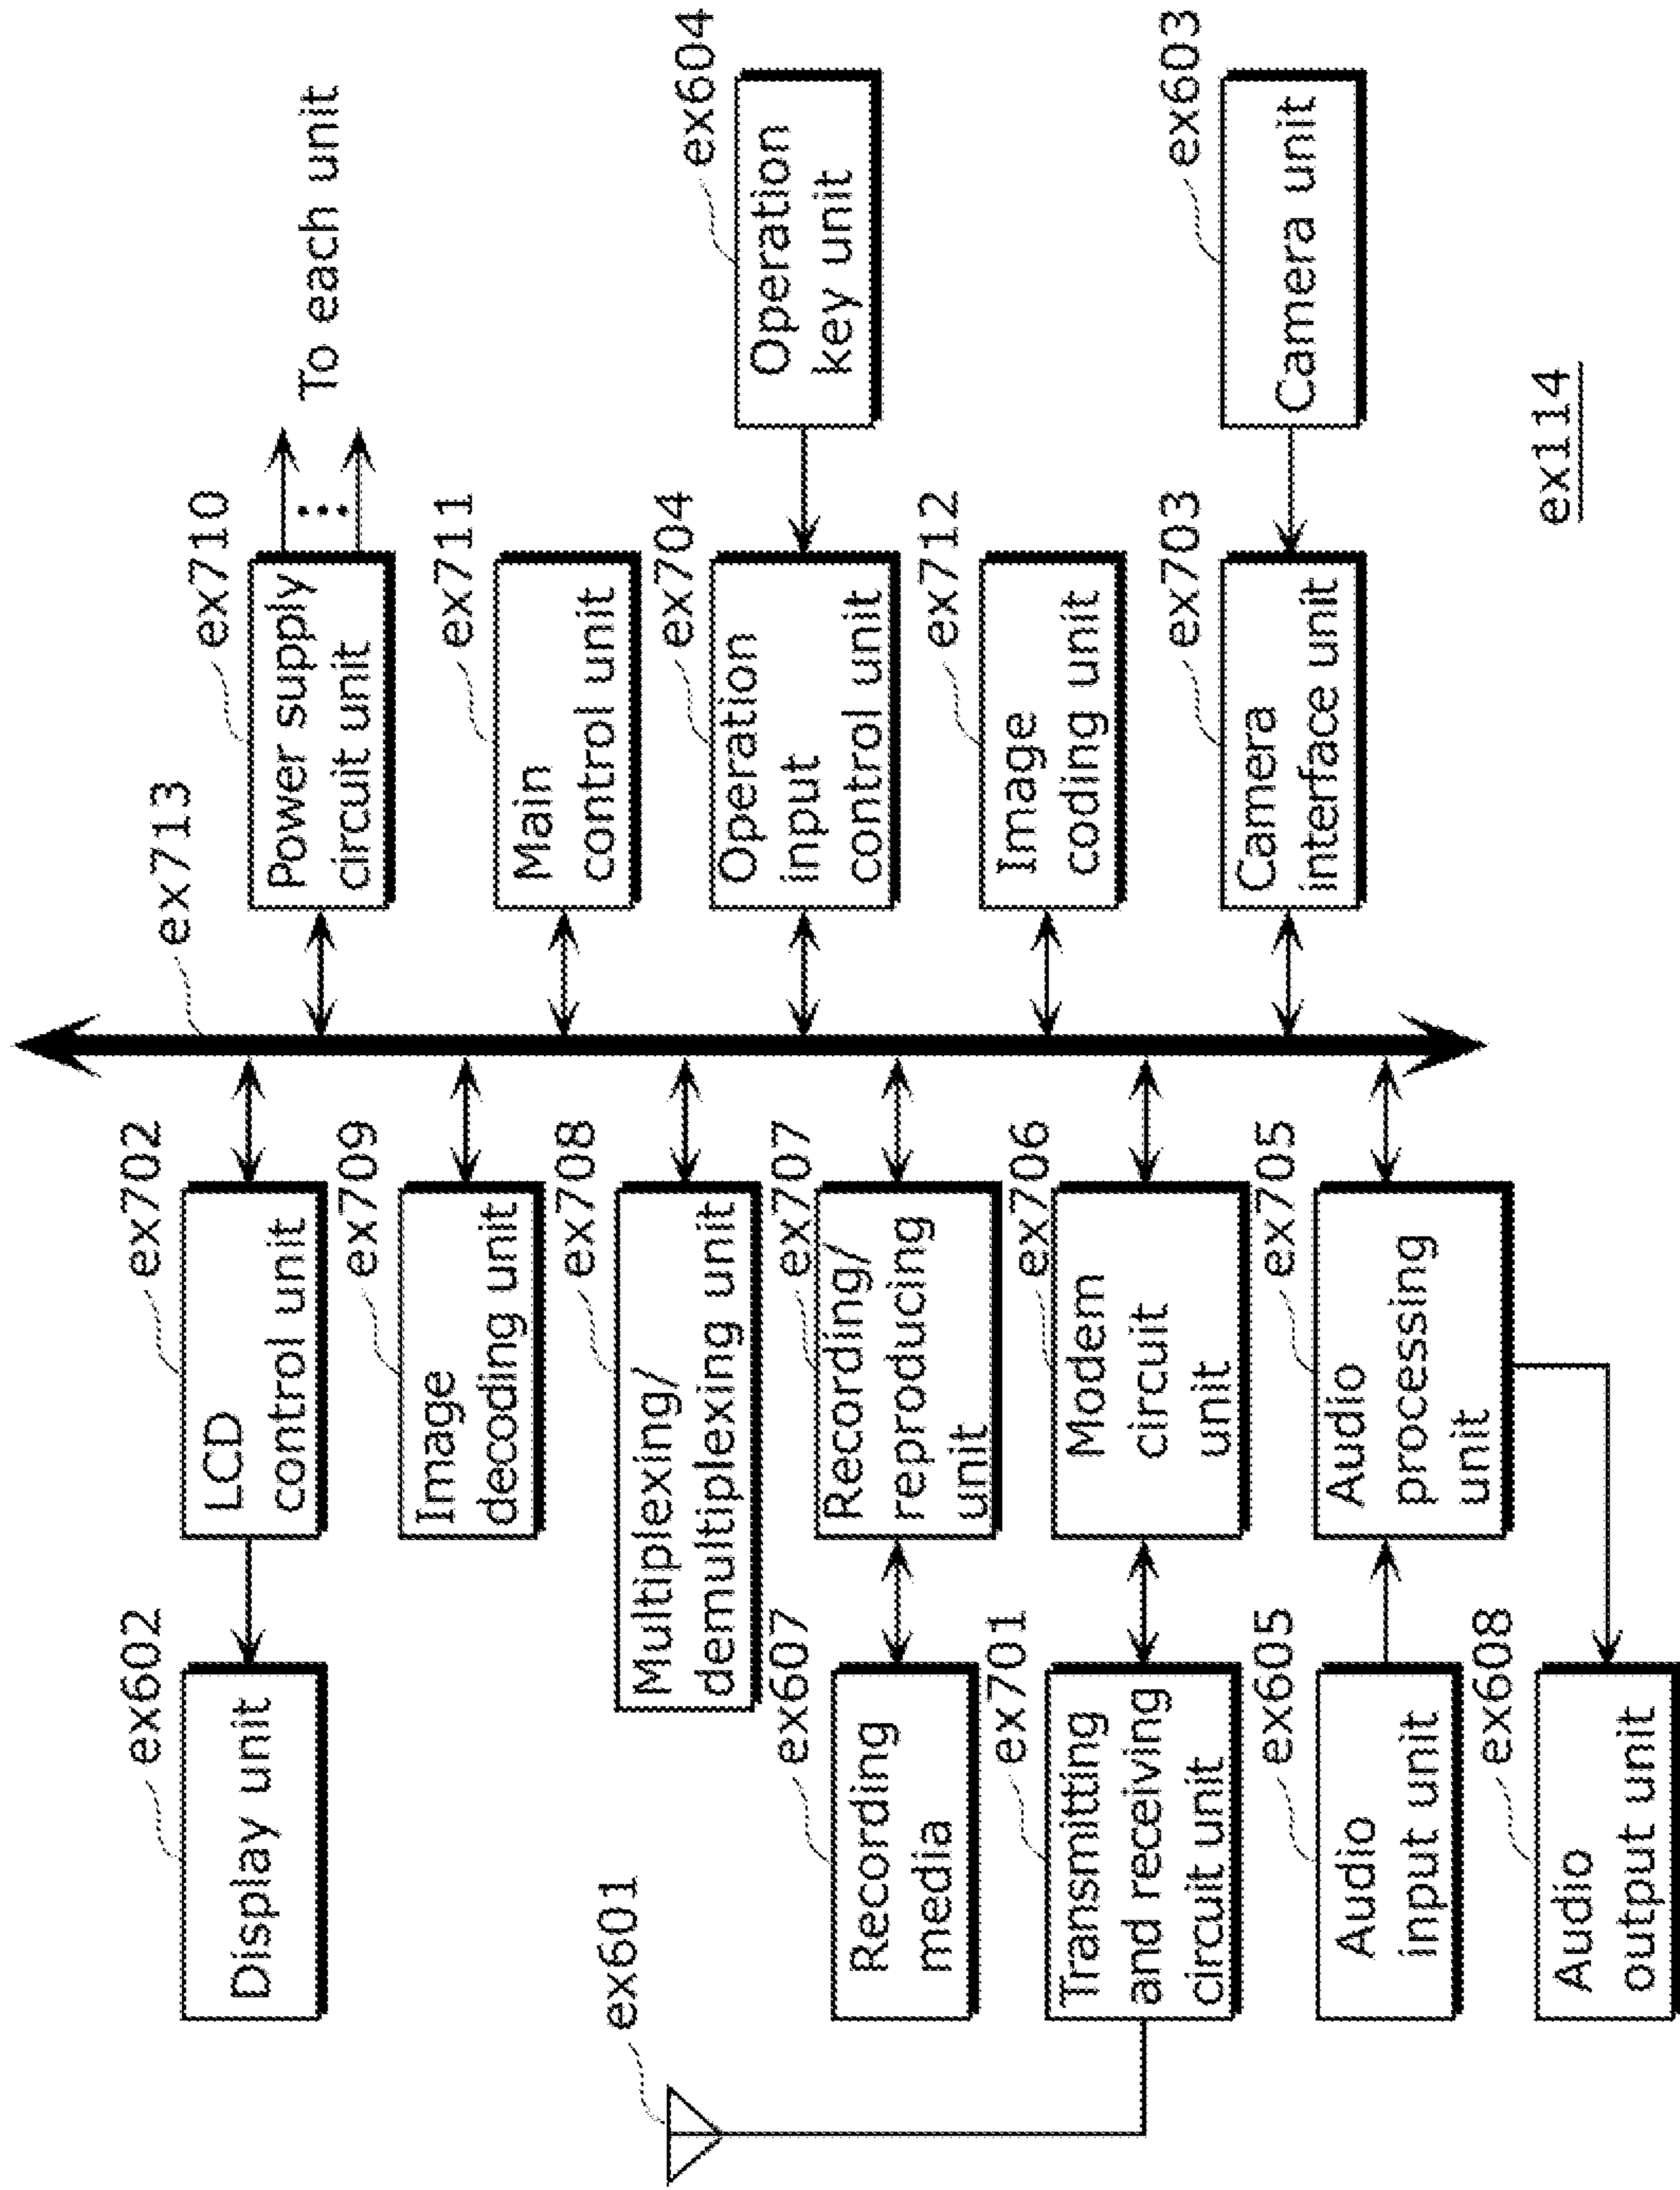 ex601
ex602
Display unit
ex607
Recording
media
ex701
Transmitting
and receiving
circuit unit
ex605
Audio
input unit
ex608
Audio
output unit
ex702
LCD
control unit
ex709
Image
decoding unit
ex708
Multiplexing/
demultiplexing unit
ex707
Recording/
reproducing
unit
ex706
Modem
circuit
unit
ex705
Audio
processing
unit
ex713
ex710
Power supply
circuit unit
To each unit
ex711
Main
control unit
ex704
Operation
input
control unit
ex712
Image
coding unit
ex703
Camera
interface unit
ex604
Operation
key unit
ex603
Camera unit
ex114